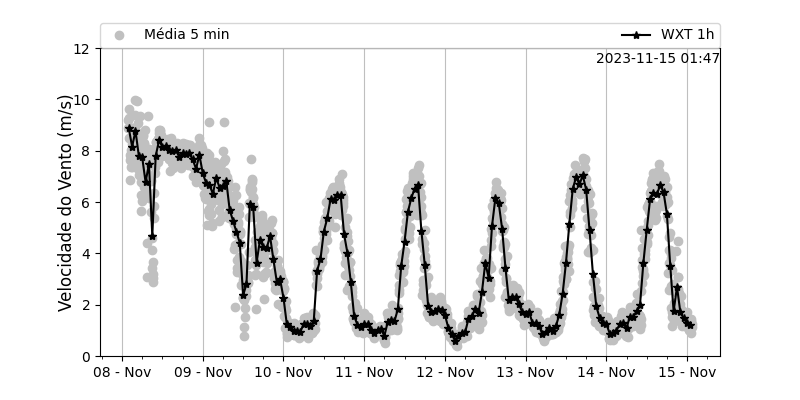 Média 5 min WXT 1h
2023-11-15 01:47
Velocidade do Vento (m/s)
12
10
8
6
4
2
0
08 - Nov 09 - Nov 10 - Nov 11 - Nov 12 - Nov 13 - Nov 14 - Nov 15 - Nov